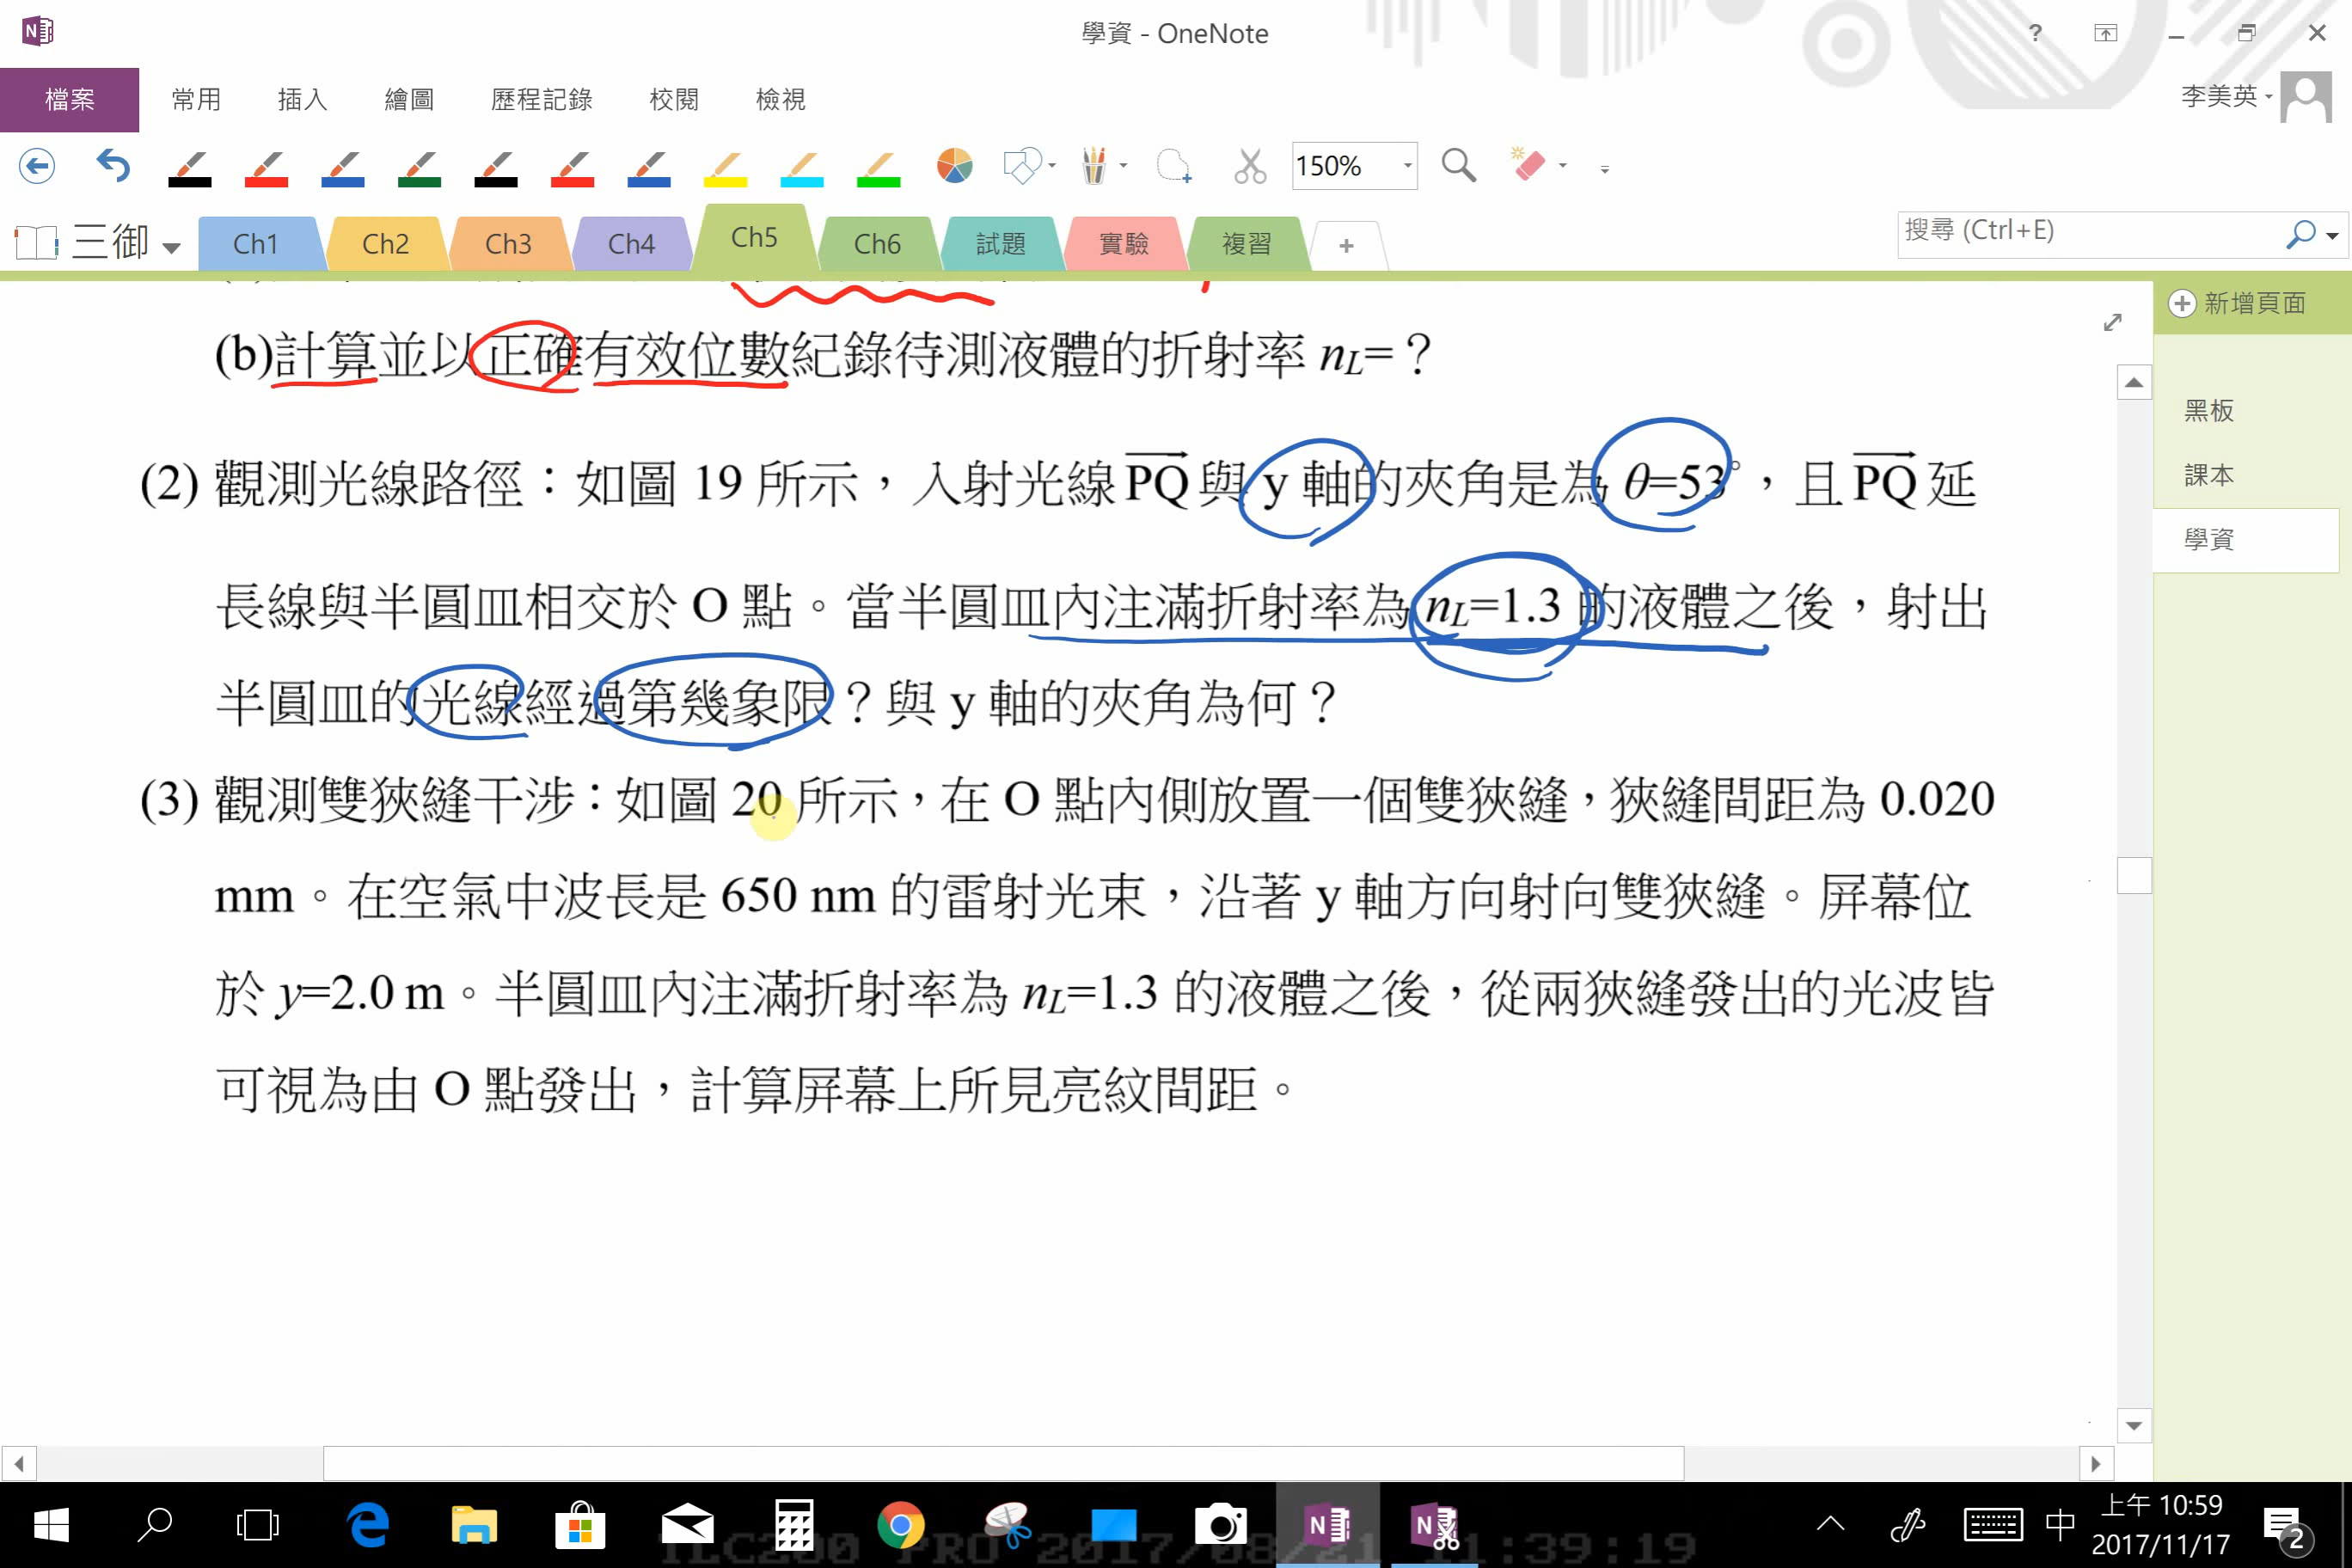 學資 - OneNote
?
檔案 常用 插入 繪圖 歷程記錄 校閱 檢視
李美英
150%
三御 Ch1 Ch2 Ch3 Ch4 Ch5 Ch6 試題 實驗 複習 +
搜尋 (Ctrl+E)
新增頁面
黑板
課本
學資
(b)計算並以正確有效位數紀錄待測液體的折射率 nL=?
(2) 觀測光線路徑:如圖 19 所示,入射光線PQ與 y 軸的夾角是為 θ=53°,且PQ延
長線與半圓皿相交於 O 點。當半圓皿內注滿折射率為 nL=1.3 的液體之後,射出
半圓皿的光線經過第幾象限?與 y 軸的夾角為何?
(3) 觀測雙狹縫干涉:如圖 20 所示,在 O 點內側放置一個雙狹縫,狹縫間距為 0.020
mm。在空氣中波長是 650 nm 的雷射光束,沿著 y 軸方向射向雙狹縫。屏幕位
於 y=2.0 m。半圓皿內注滿折射率為 nL=1.3 的液體之後,從兩狹縫發出的光波皆
可視為由 O 點發出,計算屏幕上所見亮紋間距。
中
上午 10:59
2017/11/17
2
ILC200 PRO 2017/08/21 11:39:19